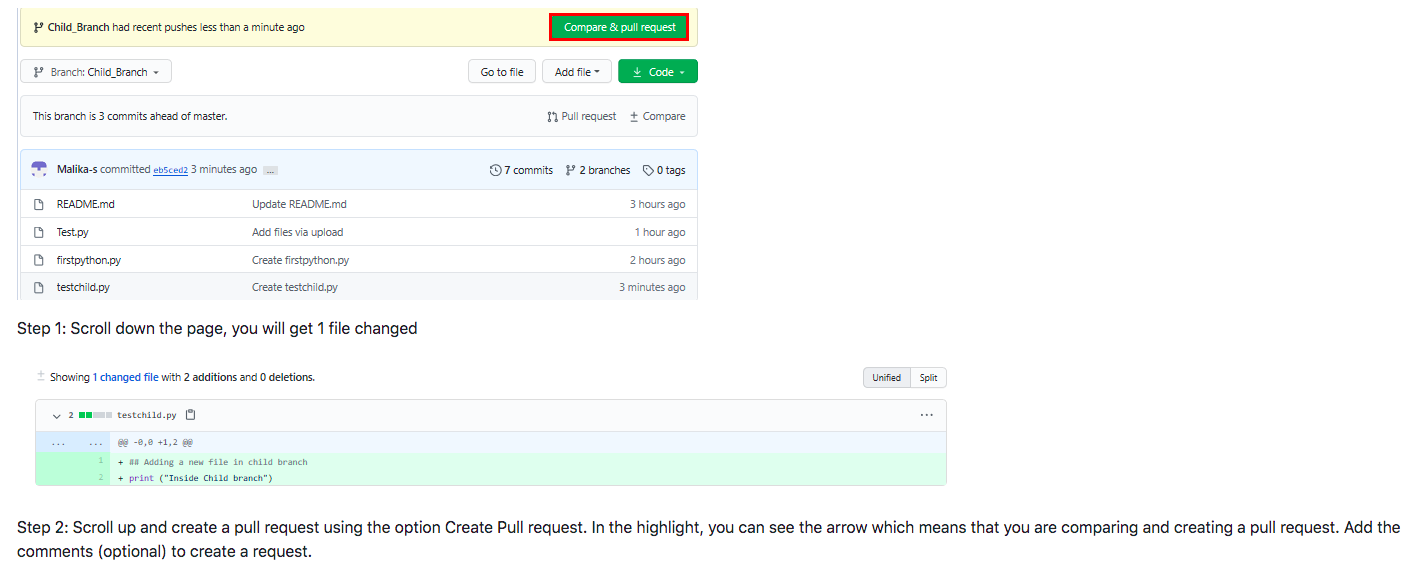 Child_Branch had recent pushes less than a minute ago Compare & pull request
Branch: Child_Branch Go to file Add file Code
This branch is 3 commits ahead of master. Pull request Compare
Malika-s committed eb5ced2 3 minutes ago ... 7 commits 2 branches 0 tags
README.md Update README.md 3 hours ago
Test.py Add files via upload 1 hour ago
firstpython.py Create firstpython.py 2 hours ago
testchild.py Create testchild.py 3 minutes ago
Step 1: Scroll down the page, you will get 1 file changed
Showing 1 changed file with 2 additions and 0 deletions. Unified Split
2 testchild.py ...
... ... @@ -0,0 +1,2 @@
1 + ## Adding a new file in child branch
2 + print ("Inside Child branch")
Step 2: Scroll up and create a pull request using the option Create Pull request. In the highlight, you can see the arrow which means that you are comparing and creating a pull request. Add the
comments (optional) to create a request.